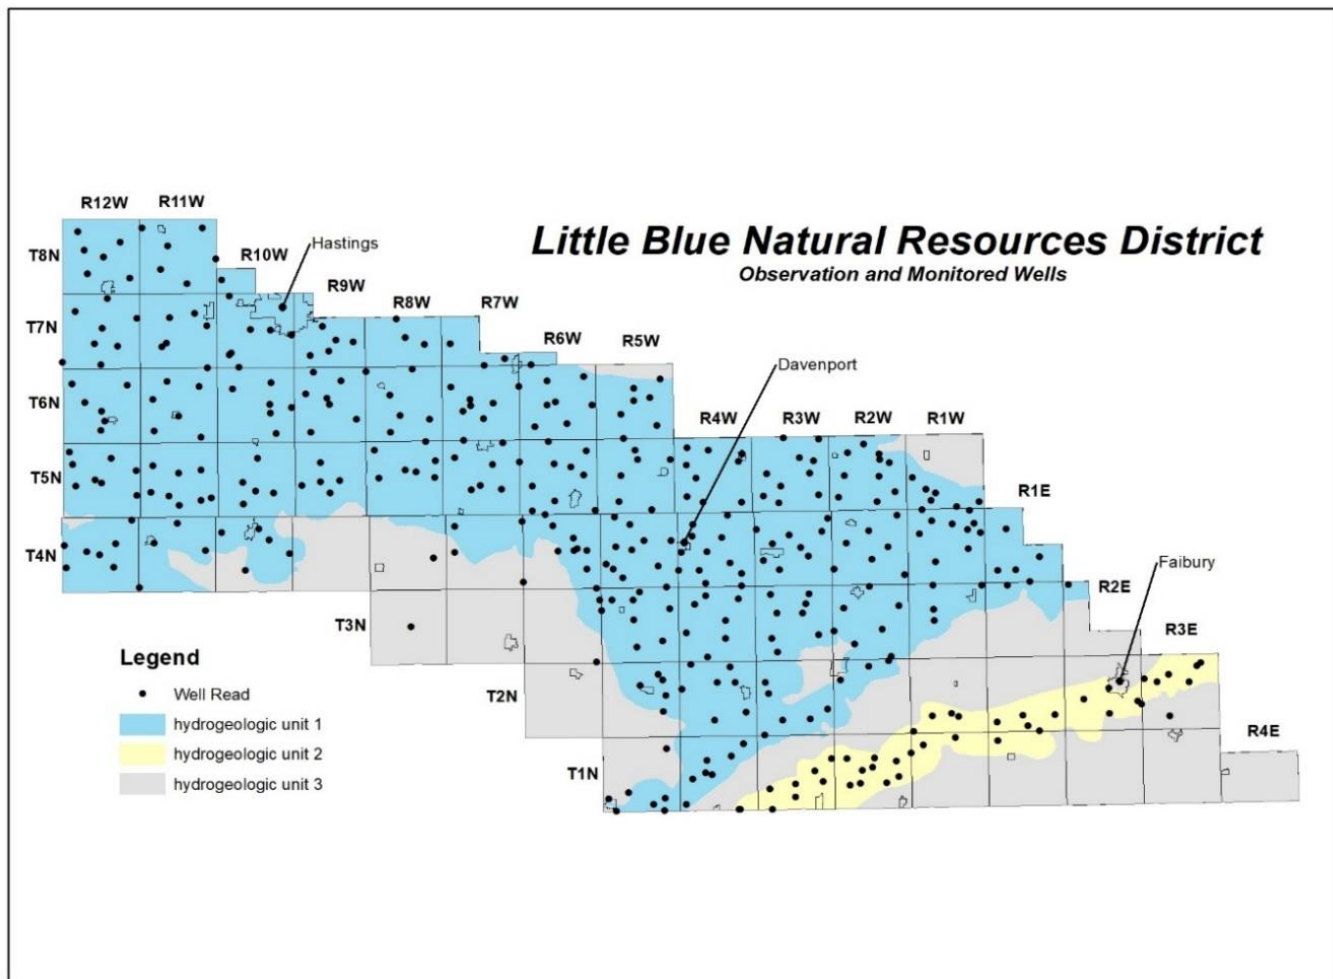 R12W R11W
Little Blue Natural Resources District
Observation and Monitored Wells
T8N
R10W
Hastings
R9W
T7N
R8W
R7W
R6W
R5W
Davenport
T6N
R4W
R3W
R2W
R1W
T5N
R1E
T4N
Faibury
R2E
T3N
R3E
Legend
Well Read
T2N
hydrogeologic unit 1
hydrogeologic unit 2
R4E
T1N
hydrogeologic unit 3